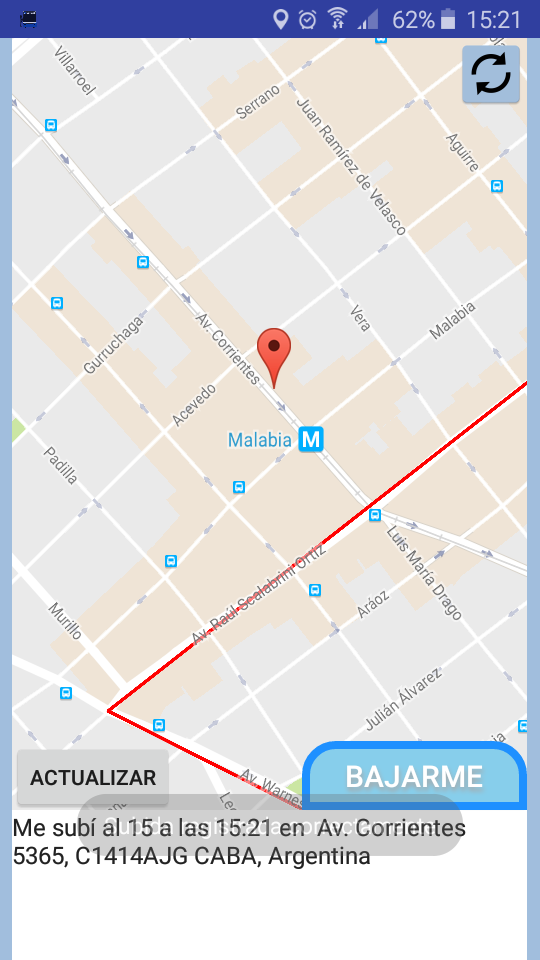 62% 15:21
Villarroel
Serrano
Juan Ramírez de Velasco
Aguirre
Av. Corrientes
Vera
Malabia
Gurruchaga
Acevedo
Malabia M
Padilla
Luis María Drago
Av. Raúl Scalabrini Ortiz
Aráoz
Murillo
Julián Álvarez
Av. Warnes
ACTUALIZAR
BAJARME
Me subí al 15 a las 15:21 en Av. Corrientes
5365, C1414AJG CABA, Argentina